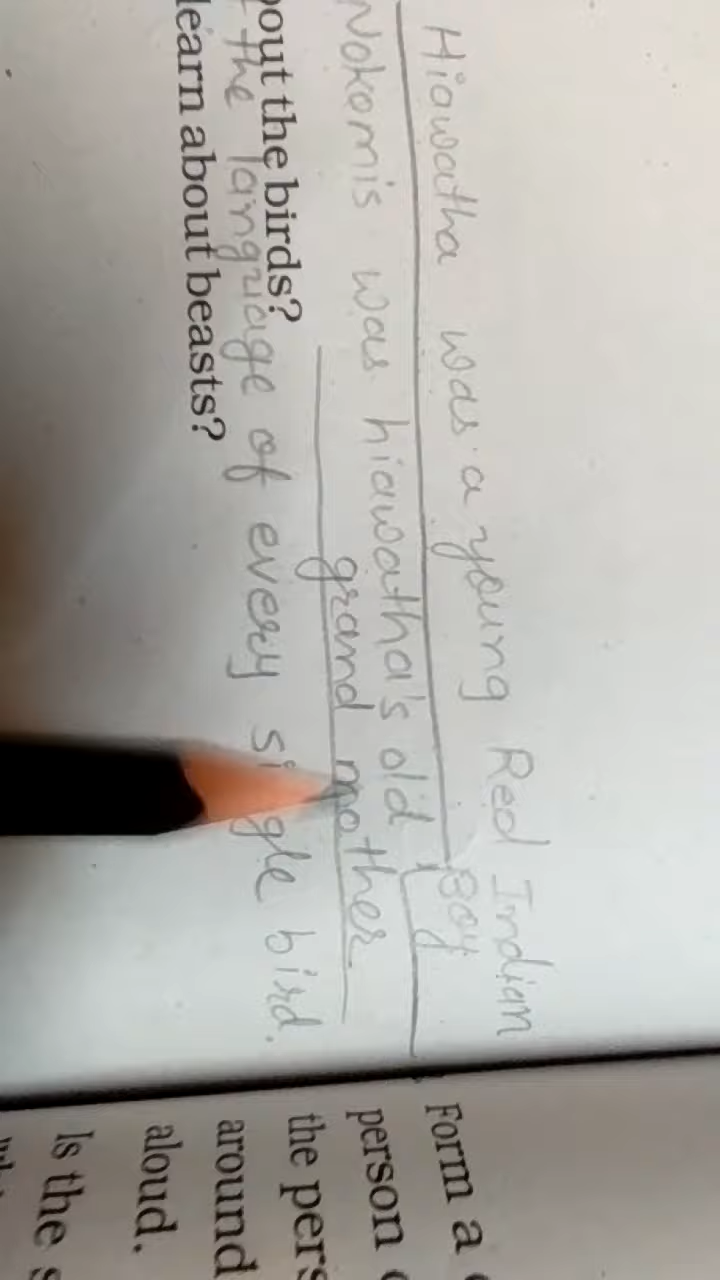 Hiawatha was a young Red Indian
Boy
Nokomis was hiawatha's old
grand mother
out the birds?
the language of every single bird.
learn about beasts?
Form a
person
the pers
around
aloud.
Is the